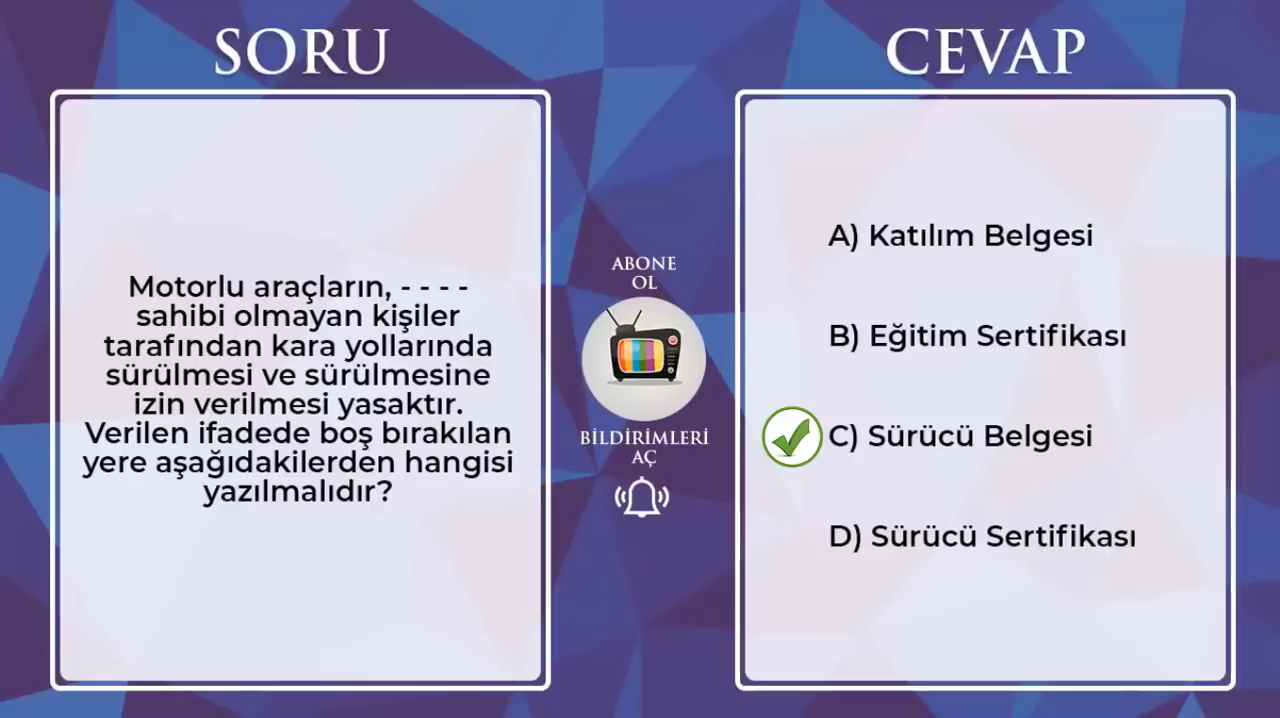 SORU
Motorlu araçların, - - - -
sahibi olmayan kişiler
tarafından kara yollarında
sürülmesi ve sürülmesine
izin verilmesi yasaktır.
Verilen ifadede boş bırakılan
yere aşağıdakilerden hangisi
yazılmalıdır?
ABONE
OL
BİLDİRİMLERİ
AÇ
CEVAP
A) Katılım Belgesi
B) Eğitim Sertifikası
C) Sürücü Belgesi
D) Sürücü Sertifikası